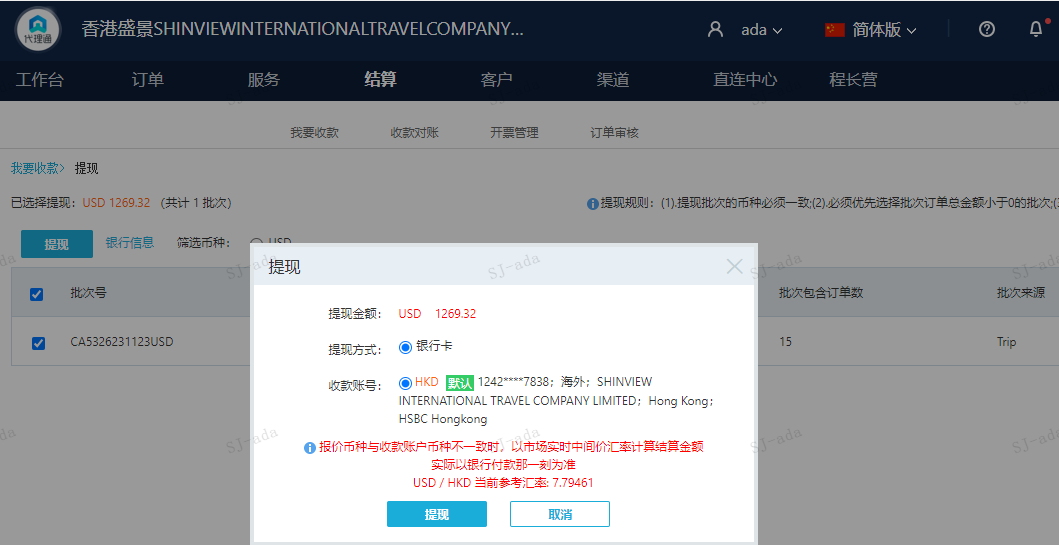 代理通
香港盛景SHINVIEWINTERNATIONALTRAVELCOMPANY...
ada
简体版
工作台
订单
服务
结算
客户
渠道
直连中心
程长营
我要收款
收款对账
开票管理
订单审核
我要收款> 提现
已选择提现: USD 1269.32 (共计 1 批次)
提现规则: (1).提现批次的币种必须一致;(2).必须优先选择批次订单总金额小于0的批次;(
提现
银行信息
筛选币种:
USD
批次号
批次包含订单数
批次来源
CA5326231123USD
15
Trip
提现
提现金额: USD 1269.32
提现方式: 银行卡
收款账号: HKD 默认 1242****7838; 海外; SHINVIEW
INTERNATIONAL TRAVEL COMPANY LIMITED; Hong Kong;
HSBC Hongkong
报价币种与收款账户币种不一致时, 以市场实时中间价汇率计算结算金额
实际以银行付款那一刻为准
USD / HKD 当前参考汇率: 7.79461
提现
取消
SJ-ada